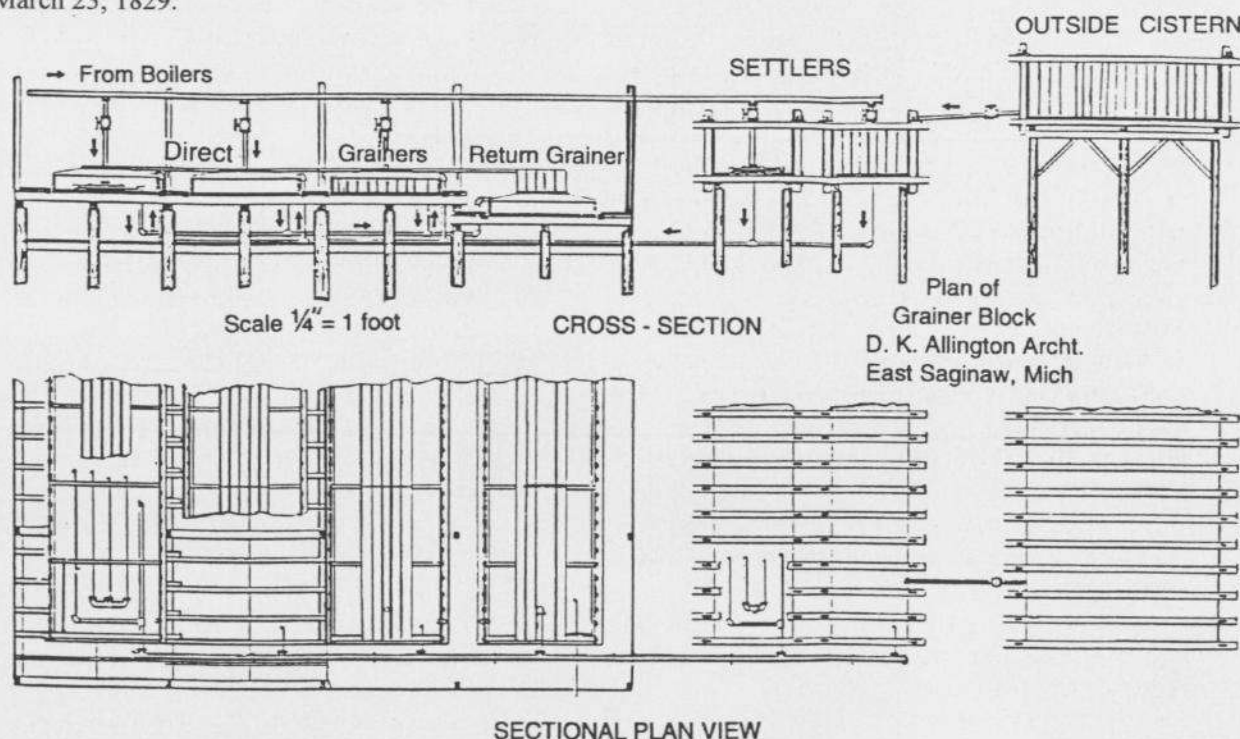 March 23, 1829.
OUTSIDE CISTERN
SETTLERS
→ From Boilers
Direct Grainers Return Grainer
Scale ¼" = 1 foot
CROSS - SECTION
Plan of
Grainer Block
D. K. Allington Archt.
East Saginaw, Mich
SECTIONAL PLAN VIEW